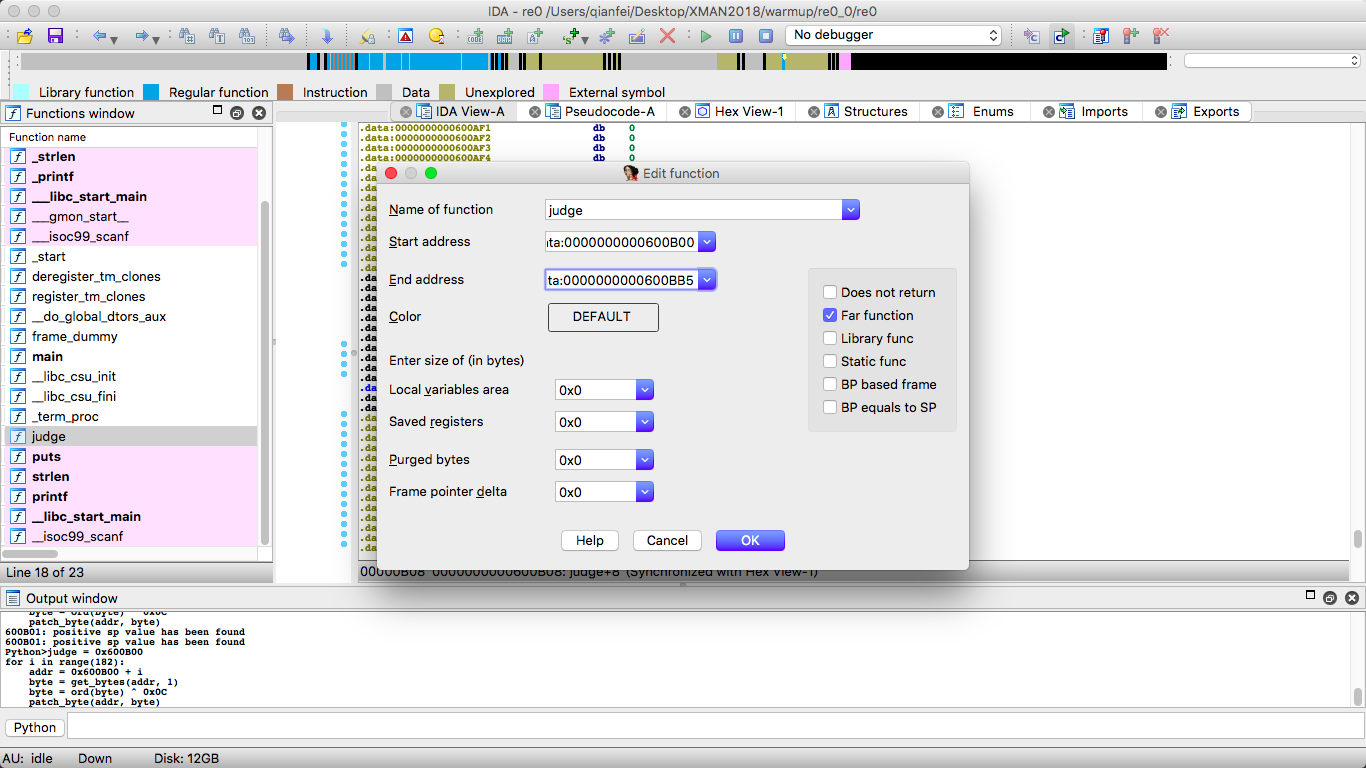 IDA - re0 /Users/qianfei/Desktop/XMAN2018/warmup/re0_0/re0
No debugger
Library function Regular function Instruction Data Unexplored External symbol
Functions window
IDA View-A Pseudocode-A Hex View-1 Structures Enums Imports Exports
Function name
_strlen
_printf
___libc_start_main
___gmon_start__
___isoc99_scanf
_start
deregister_tm_clones
register_tm_clones
__do_global_dtors_aux
frame_dummy
main
__libc_csu_init
__libc_csu_fini
_term_proc
judge
puts
strlen
printf
__libc_start_main
__isoc99_scanf
Line 18 of 23
.data:0000000000600AF1 db 0
.data:0000000000600AF2 db 0
.data:0000000000600AF3 db 0
.data:0000000000600AF4 db 0
Edit function
Name of function judge
Start address ata:0000000000600B00
End address ta:0000000000600BB5
Color DEFAULT
Enter size of (in bytes)
Local variables area 0x0
Saved registers 0x0
Purged bytes 0x0
Frame pointer delta 0x0
Does not return
Far function
Library func
Static func
BP based frame
BP equals to SP
Help Cancel OK
00000B08 0000000000600B08: judge+8 (Synchronized with Hex View-1)
Output window
byte = ord(byte) ^ 0x0C
patch_byte(addr, byte)
600B01: positive sp value has been found
600B01: positive sp value has been found
Python>judge = 0x600B00
for i in range(182):
addr = 0x600B00 + i
byte = get_bytes(addr, 1)
byte = ord(byte) ^ 0x0C
patch_byte(addr, byte)
Python
AU: idle Down Disk: 12GB